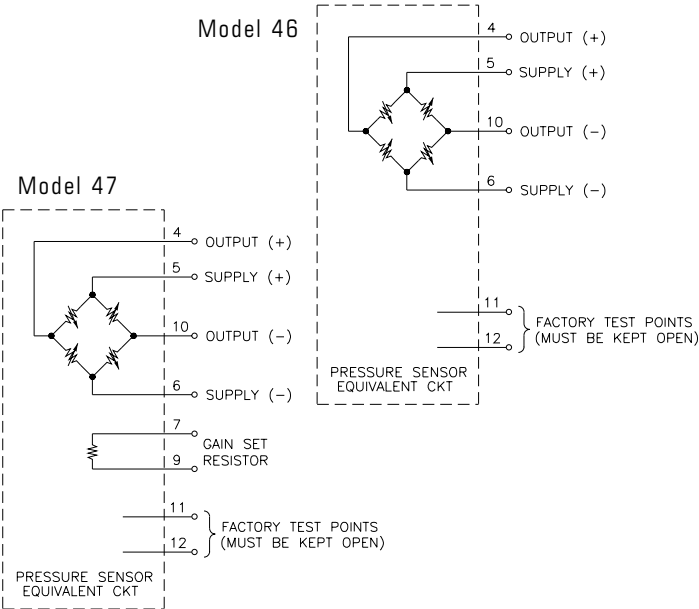 Model 46
4
OUTPUT (+)
5
SUPPLY (+)
10
OUTPUT (−)
6
SUPPLY (−)
11
12
FACTORY TEST POINTS
(MUST BE KEPT OPEN)
PRESSURE SENSOR
EQUIVALENT CKT
Model 47
4
OUTPUT (+)
5
SUPPLY (+)
10
OUTPUT (−)
6
SUPPLY (−)
7
GAIN SET
RESISTOR
9
11
12
FACTORY TEST POINTS
(MUST BE KEPT OPEN)
PRESSURE SENSOR
EQUIVALENT CKT